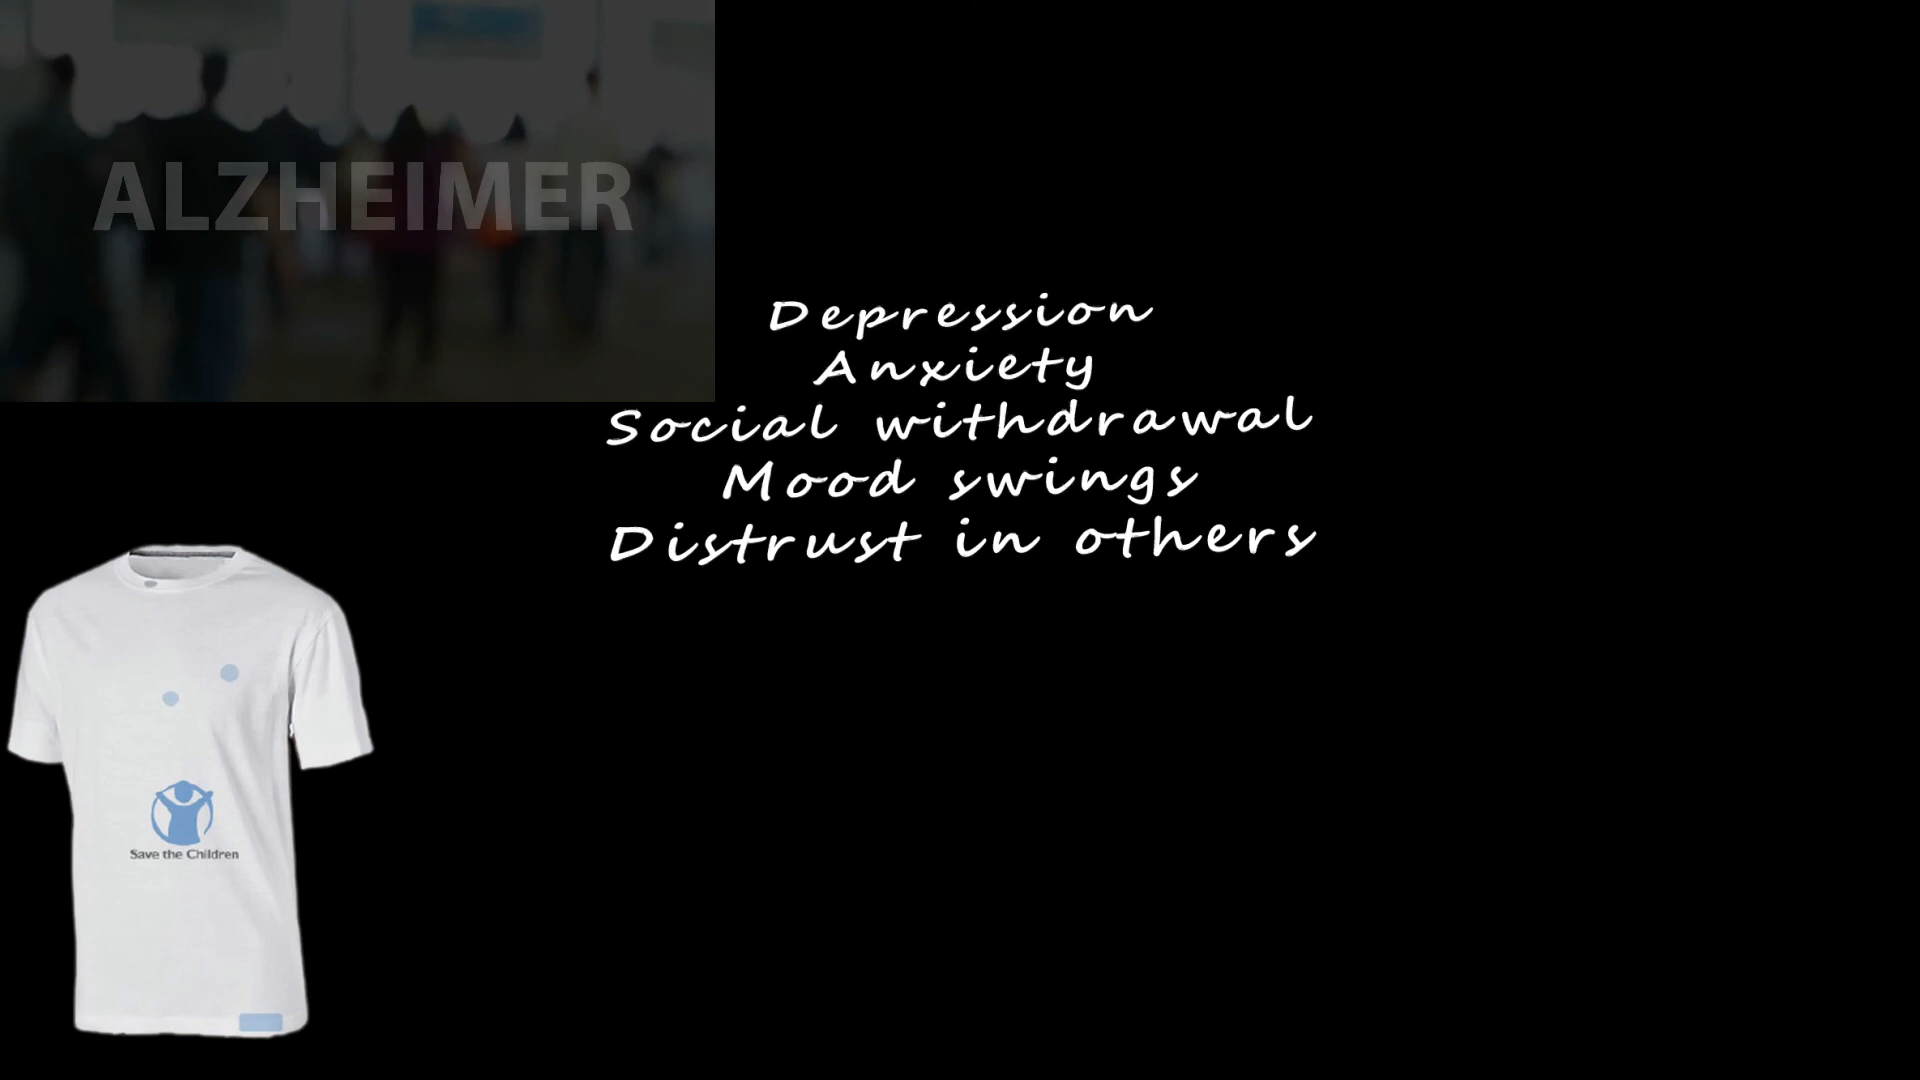 ALZHEIMER
Depression
Anxiety
Social withdrawal
Mood swings
Distrust in others
Save the Children